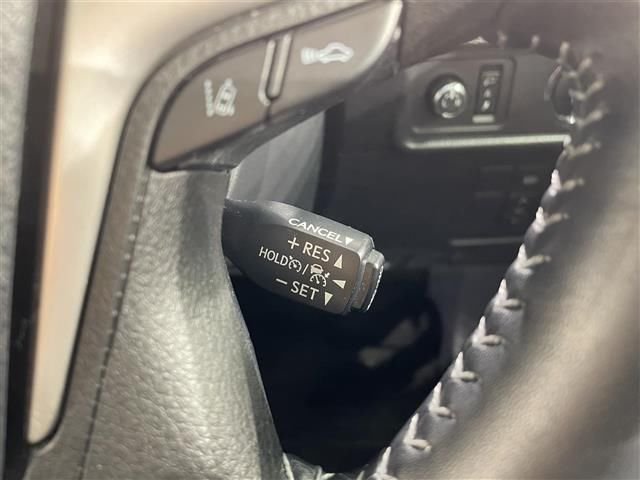 CANCEL▼
+RES▲
HOLD /
−SET▼